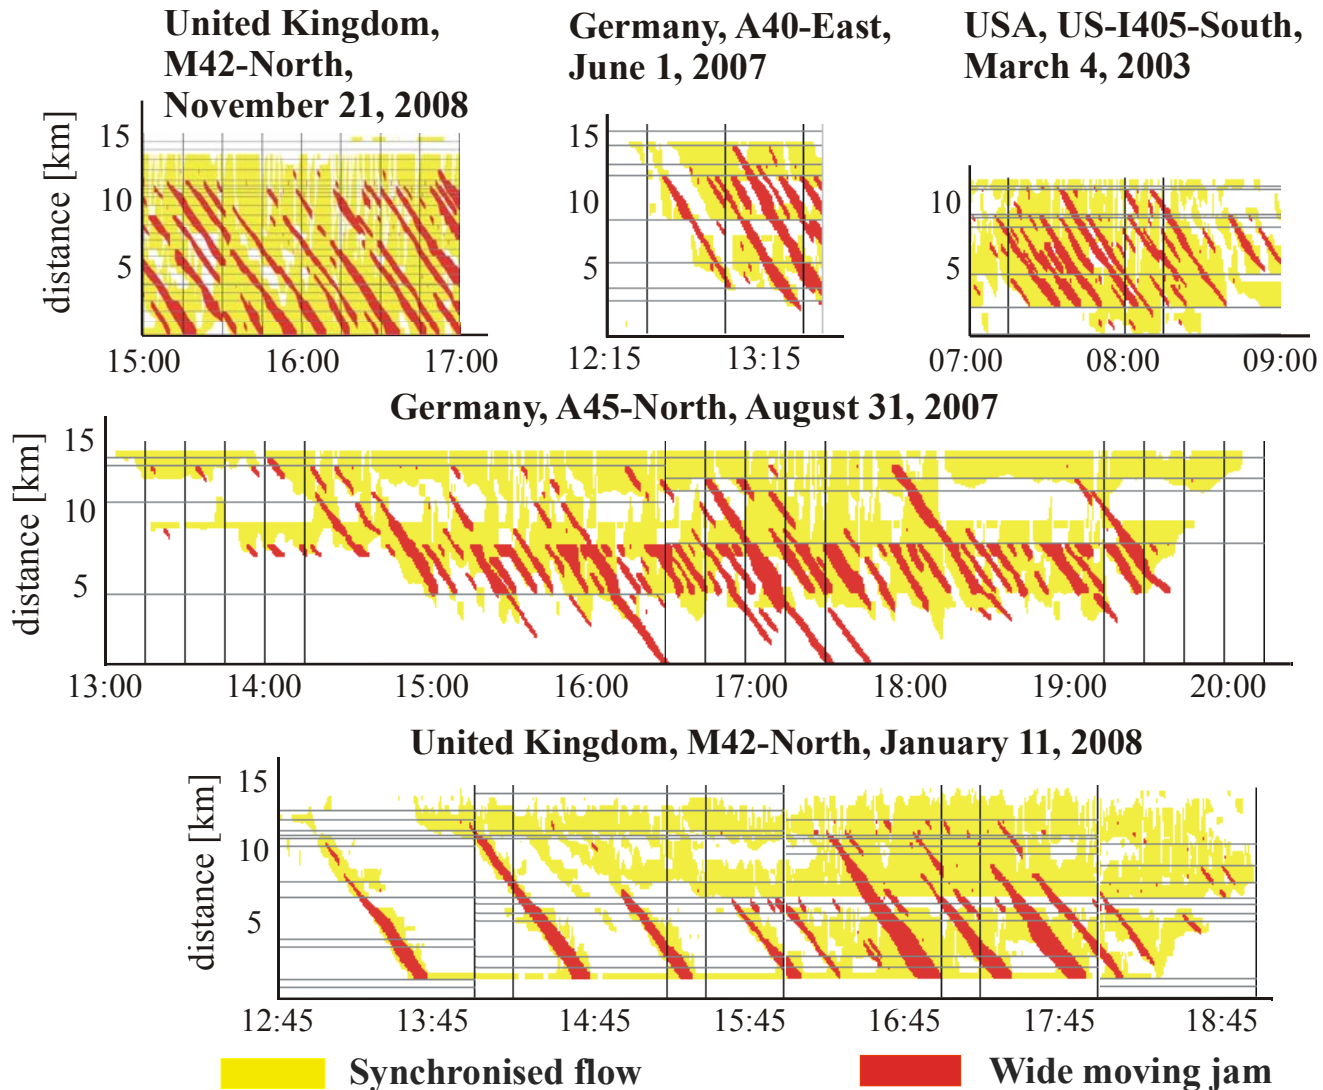 United Kingdom,
M42-North,
November 21, 2008
Germany, A40-East,
June 1, 2007
USA, US-I405-South,
March 4, 2003
distance [km]
15
10
5
15:00 16:00 17:00
15
10
5
12:15 13:15
10
5
07:00 08:00 09:00
Germany, A45-North, August 31, 2007
distance [km]
15
10
5
13:00 14:00 15:00 16:00 17:00 18:00 19:00 20:00
United Kingdom, M42-North, January 11, 2008
distance [km]
15
10
5
12:45 13:45 14:45 15:45 16:45 17:45 18:45
Synchronised flow Wide moving jam